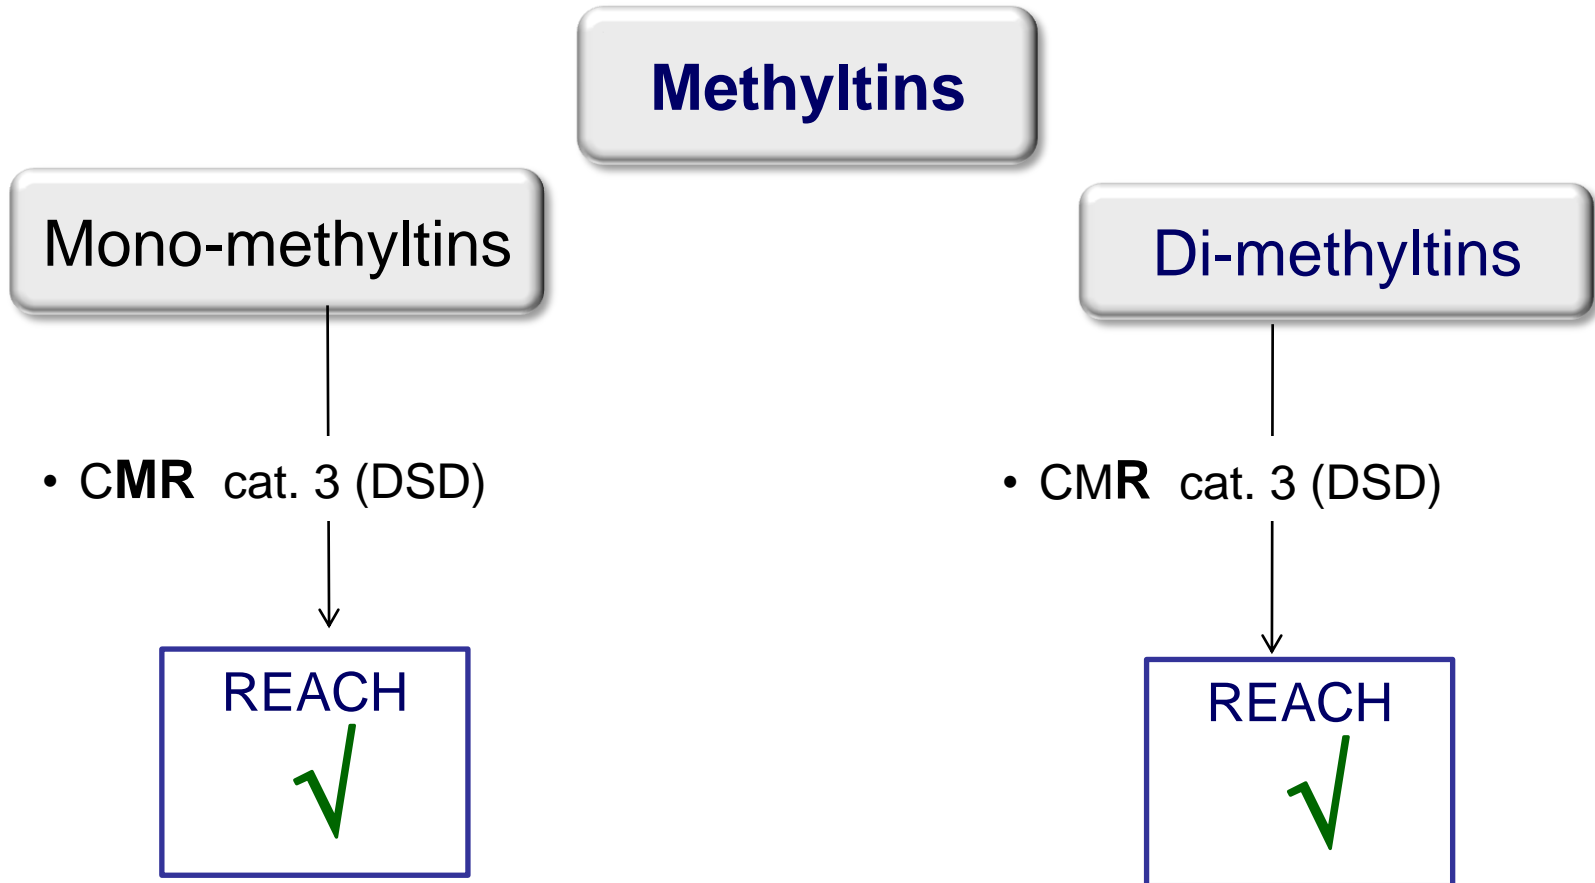 Methyltins
Mono-methyltins
Di-methyltins
• CMR cat. 3 (DSD)
• CMR cat. 3 (DSD)
REACH
√
REACH
√